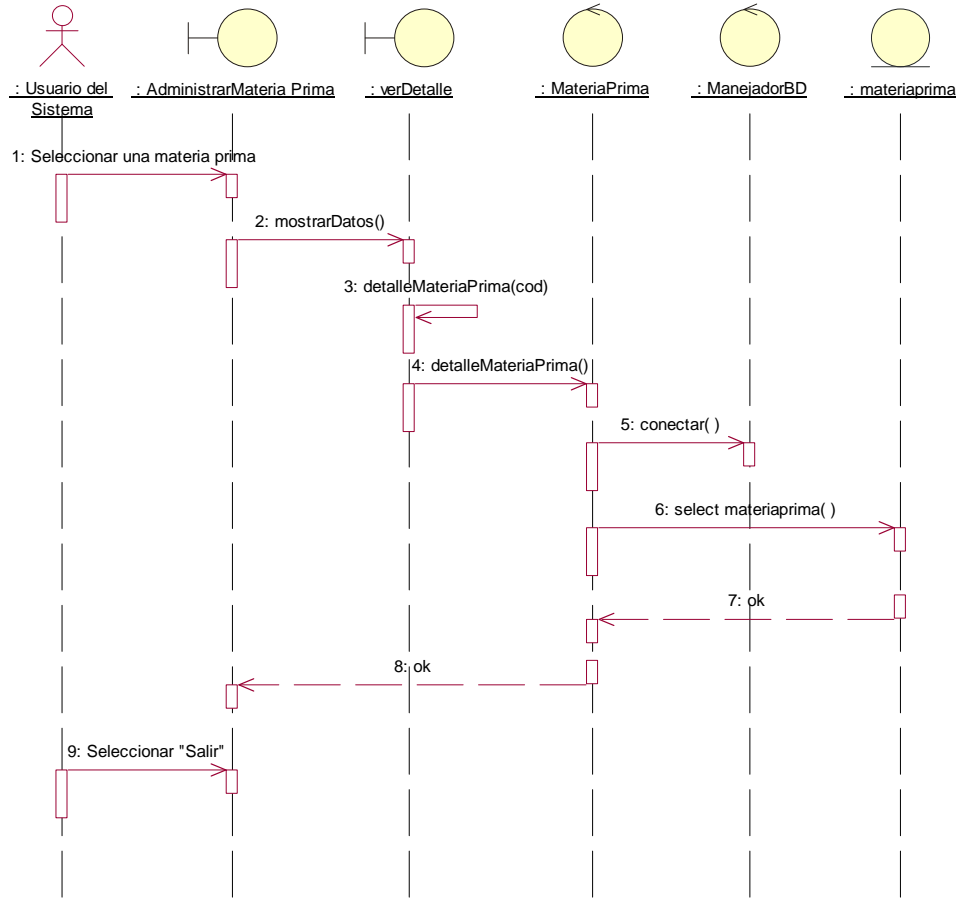 : Usuario del
Sistema
: AdministrarMateria Prima
: verDetalle
: MateriaPrima
: ManejadorBD
: materiaprima
1: Seleccionar una materia prima
2: mostrarDatos()
3: detalleMateriaPrima(cod)
4: detalleMateriaPrima()
5: conectar( )
6: select materiaprima( )
7: ok
8: ok
9: Seleccionar "Salir"